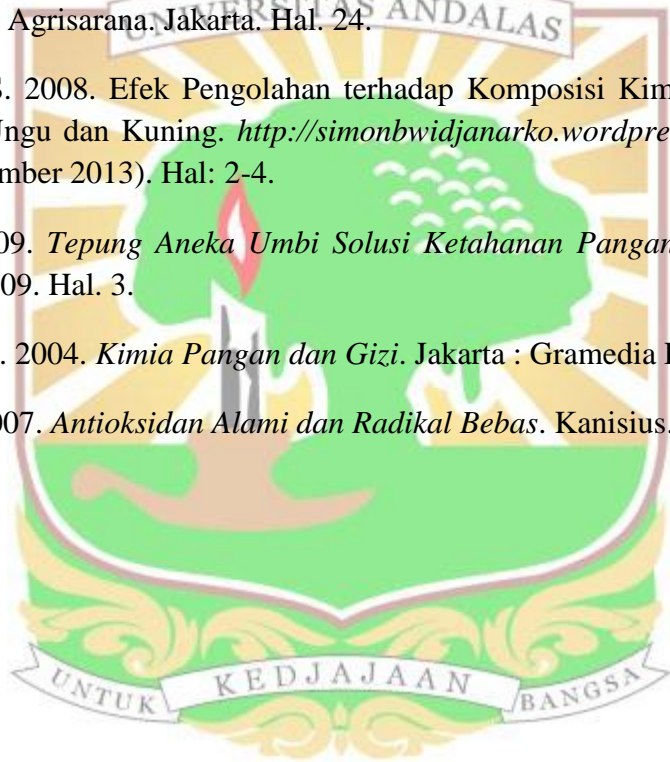 Agrisarana. Jakarta. Hal. 24.
UNIVERSITAS ANDALAS
S. 2008. Efek Pengolahan terhadap Komposisi Kim
Ungu dan Kuning. http://simonbwidjanarko.wordpre
mber 2013). Hal: 2-4.
09. Tepung Aneka Umbi Solusi Ketahanan Pangan
09. Hal. 3.
. 2004. Kimia Pangan dan Gizi. Jakarta : Gramedia
007. Antioksidan Alami dan Radikal Bebas. Kanisius.
UNTUK KEDJAJAAN BANGSA